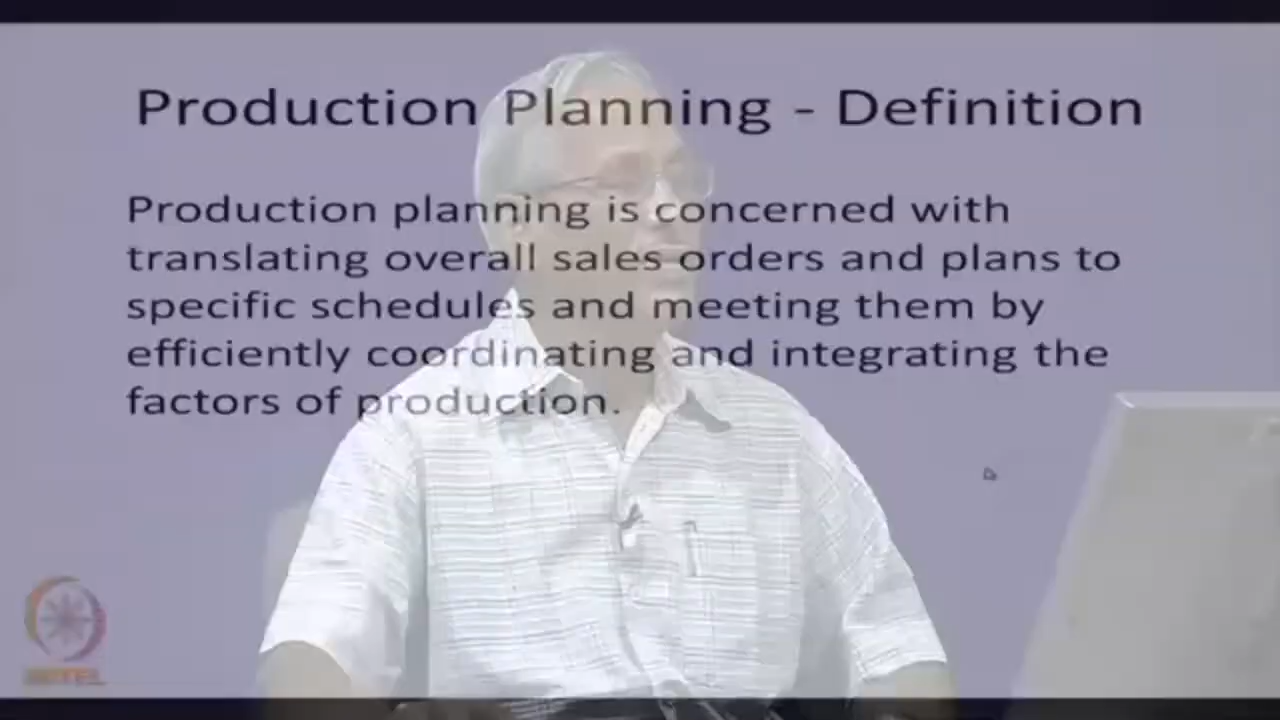 Production Planning - Definition
Production planning is concerned with
translating overall sales orders and plans to
specific schedules and meeting them by
efficiently coordinating and integrating the
factors of production.
NPTEL